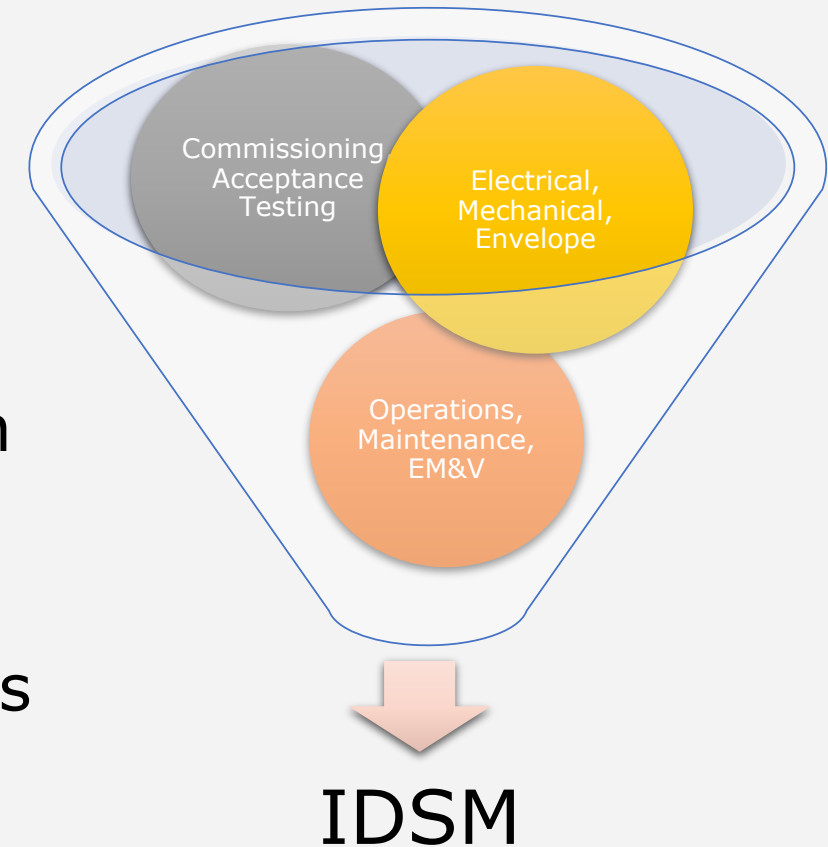 Commissioning,
Acceptance
Testing
Electrical,
Mechanical,
Envelope
Operations,
Maintenance,
EM&V
IDSM